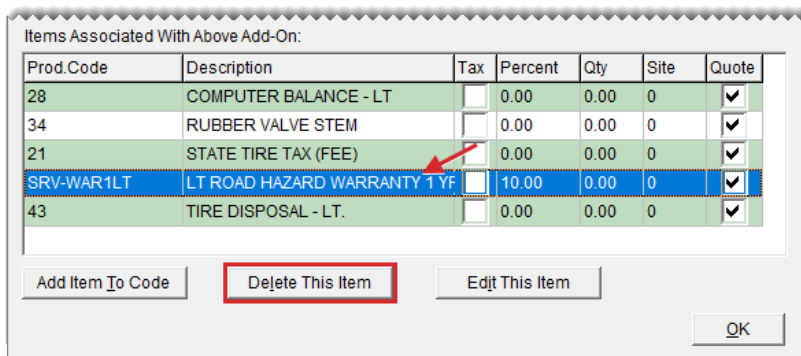 Items Associated With Above Add-On:
Prod.Code Description Tax Percent Qty Site Quote
28 COMPUTER BALANCE - LT 0.00 0.00 0
34 RUBBER VALVE STEM 0.00 0.00 0
21 STATE TIRE TAX (FEE) 0.00 0.00 0
SRV-WAR1LT LT ROAD HAZARD WARRANTY 1 YR 10.00 0.00 0
43 TIRE DISPOSAL - LT. 0.00 0.00 0
Add Item To Code Delete This Item Edit This Item
OK